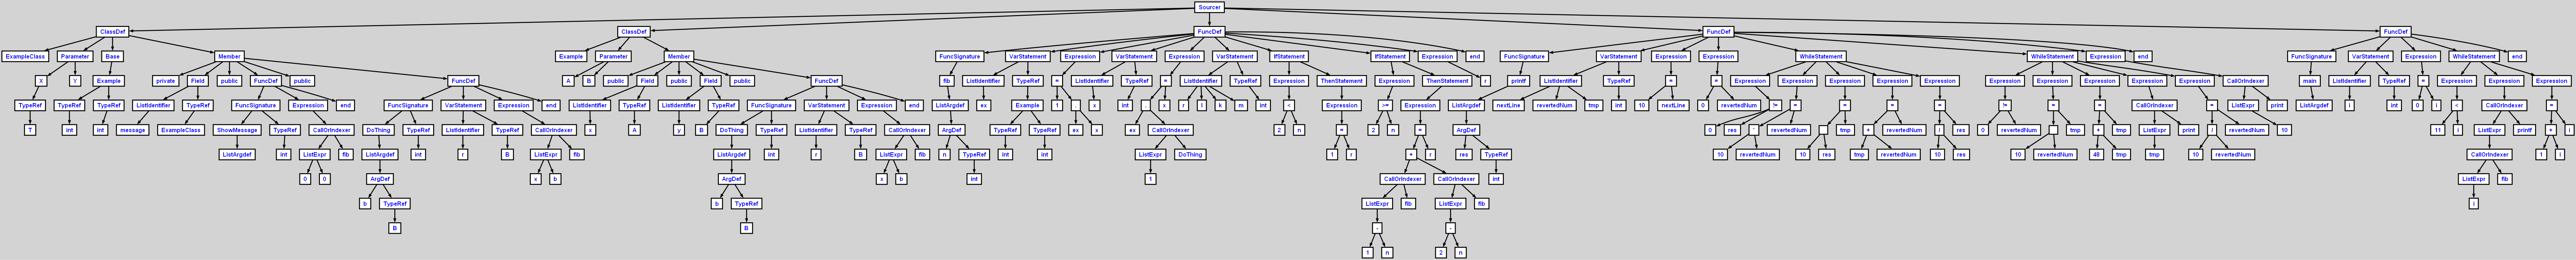 Sourcer
ClassDef ClassDef FuncDef FuncDef FuncDef
ExampleClass Parameter Base Member Example Parameter Member FuncSignature VarStatement Expression VarStatement Expression VarStatement IfStatement IfStatement Expression end FuncSignature VarStatement Expression Expression WhileStatement WhileStatement Expression end FuncSignature VarStatement Expression WhileStatement end
X Y Example private Field public FuncDef public FuncDef A B public Field public Field public FuncDef fib ListIdentifier TypeRef = ListIdentifier TypeRef = ListIdentifier TypeRef Expression ThenStatement Expression ThenStatement r printf ListIdentifier TypeRef = = Expression Expression Expression Expression Expression Expression Expression Expression Expression Expression CallOrIndexer main ListIdentifier TypeRef = Expression Expression Expression
TypeRef TypeRef TypeRef ListIdentifier TypeRef FuncSignature Expression end FuncSignature VarStatement Expression end ListIdentifier TypeRef ListIdentifier TypeRef FuncSignature VarStatement Expression end ListArgdef ex Example 1 . x int . x r l k m int < Expression >= Expression ListArgdef nextLine revertedNum tmp int 10 nextLine 0 revertedNum != = = = = != = = CallOrIndexer = ListExpr print ListArgdef i int 0 i < CallOrIndexer =
T int int message ExampleClass ShowMessage TypeRef CallOrIndexer DoThing TypeRef ListIdentifier TypeRef CallOrIndexer x A y B DoThing TypeRef ListIdentifier TypeRef CallOrIndexer ArgDef TypeRef TypeRef ex x ex CallOrIndexer 2 n = 2 n = ArgDef 0 res revertedNum tmp + revertedNum / res 0 revertedNum tmp + tmp ListExpr print / revertedNum 10 11 i ListExpr printf + i
ListArgdef int ListExpr fib ListArgdef int r B ListExpr fib ListArgdef int r B ListExpr fib n TypeRef int int ListExpr DoThing 1 r + r res TypeRef 10 revertedNum 10 res tmp revertedNum 10 res 10 revertedNum 48 tmp tmp 10 revertedNum CallOrIndexer 1 i
0 0 ArgDef x b ArgDef x b int 1 CallOrIndexer CallOrIndexer int ListExpr fib
b TypeRef b TypeRef ListExpr fib ListExpr fib i
B B - -
1 n 2 n